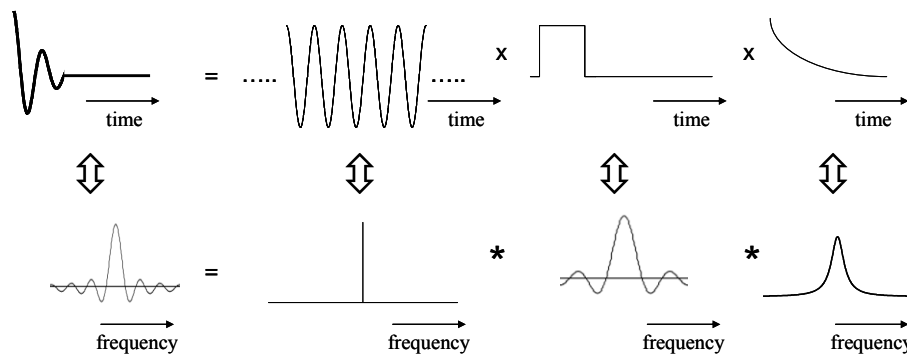 = ..... ..... x x
time time time time
= * *
frequency frequency frequency frequency